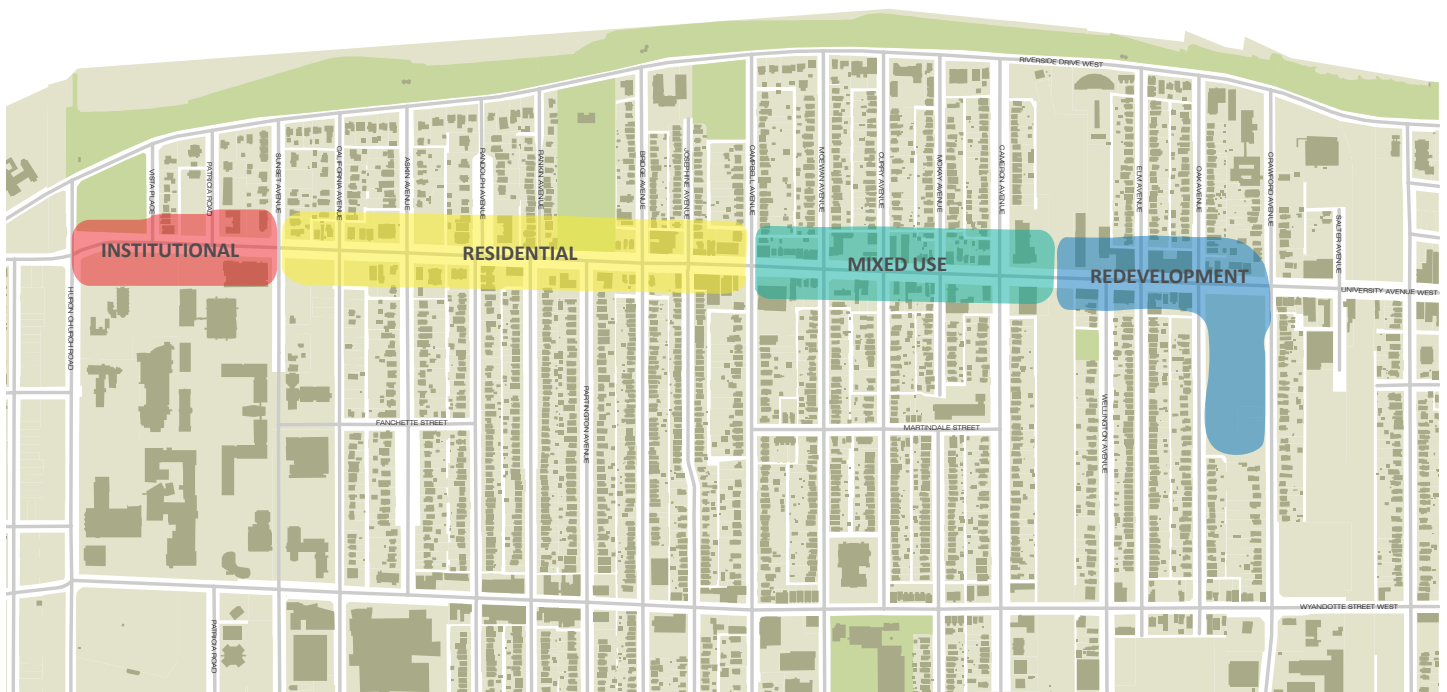 RIVERSIDE DRIVE WEST
VISTA PLACE
PATRICIA ROAD
SUNSET AVENUE
CALIFORNIA AVENUE
ASKIN AVENUE
RANDOLPH AVENUE
RANKIN AVENUE
BRIDGE AVENUE
JOSEPHINE AVENUE
CAMPBELL AVENUE
MCEWAN AVENUE
CURRY AVENUE
MCKAY AVENUE
CAMERON AVENUE
ELM AVENUE
OAK AVENUE
CRAWFORD AVENUE
SALTER AVENUE
INSTITUTIONAL
RESIDENTIAL
MIXED USE
REDEVELOPMENT
UNIVERSITY AVENUE WEST
HURON CHURCH ROAD
PARTINGTON AVENUE
WELLINGTON AVENUE
FANCHETTE STREET
MARTINDALE STREET
WYANDOTTE STREET WEST
PATRICIA ROAD